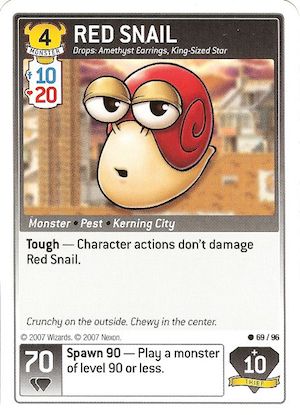 4
MONSTER
RED SNAIL
Drops: Amethyst Earrings, King-Sized Star
10
20
Monster • Pest • Kerning City
Tough — Character actions don't damage
Red Snail.
Crunchy on the outside. Chewy in the center.
© 2007 Wizards. © 2007 Nexon.
● 69 / 96
70
Spawn 90 — Play a monster
of level 90 or less.
+
10
THIEF